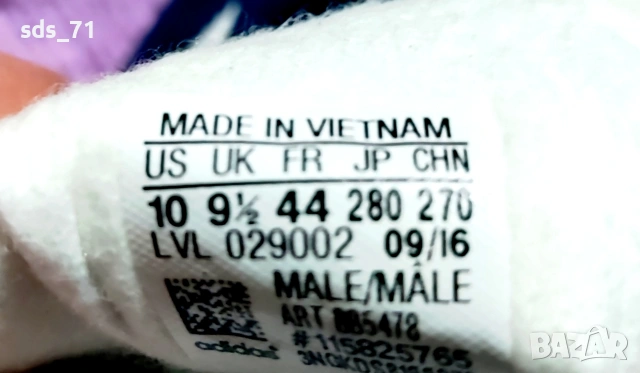 sds_71
MADE IN VIETNAM
US UK FR JP CHN
10 9½ 44 280 270
LVL 029002 09/16
MALE/MÂLE
ART BB5478
adidas #115825765
BAZAR